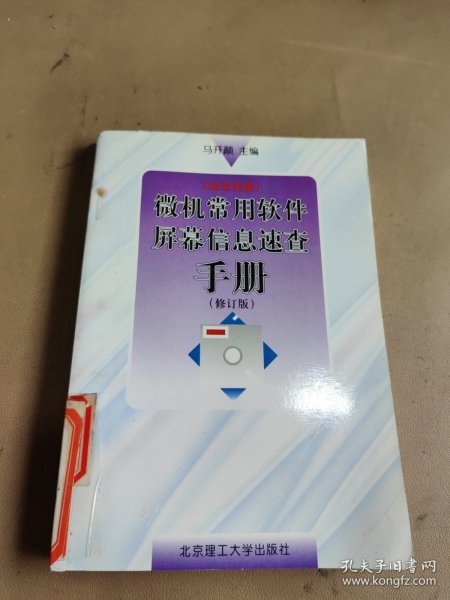 马开颜 主编
微机常用软件
屏幕信息速查
手册
（修订版）
北京理工大学出版社
孔夫子旧书网
www.kongfz.com